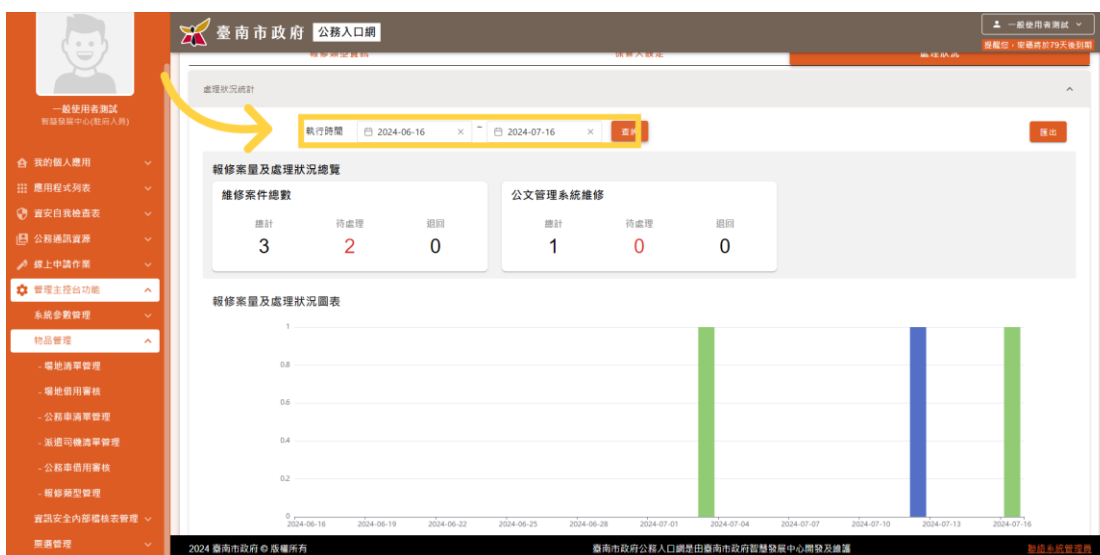 臺南市政府 公務人口網
一般使用者測試
提醒您，密碼將於79天後到期
報修類型資訊
保管人設定
處理狀況
一般使用者測試
智慧發展中心(駐府人員)
我的個人應用
應用程式列表
資安自我檢查表
公務通訊資源
線上申請作業
管理主控台功能
系統參數管理
物品管理
- 場地清單管理
- 場地借用審核
- 公務車清單管理
- 派遣司機清單管理
- 公務車借用審核
- 報修類型管理
資訊安全內部稽核表管理
票選管理
處理狀況統計
執行時間 2024-06-16 × ~ 2024-07-16 × 查詢
匯出
報修案量及處理狀況總覽
維修案件總數
總計 待處理 退回
3 2 0
公文管理系統維修
總計 待處理 退回
1 0 0
報修案量及處理狀況圖表
1
0.8
0.6
0.4
0.2
0
2024-06-16 2024-06-19 2024-06-22 2024-06-25 2024-06-28 2024-07-01 2024-07-04 2024-07-07 2024-07-10 2024-07-13 2024-07-16
2024 臺南市政府 © 版權所有
臺南市政府公務人口網是由臺南市政府智慧發展中心開發及維護
聯絡系統管理員